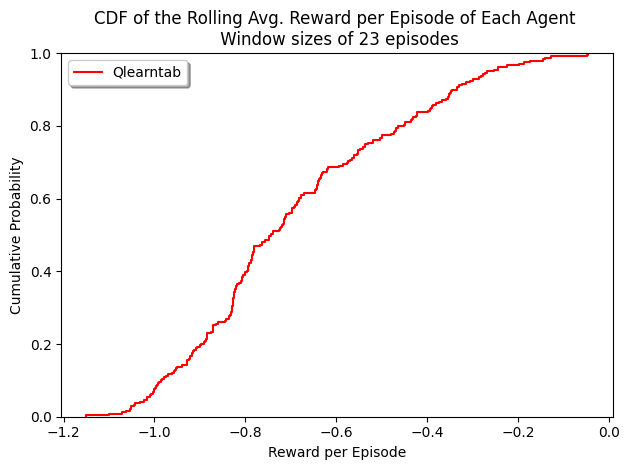 CDF of the Rolling Avg. Reward per Episode of Each Agent
Window sizes of 23 episodes
Qlearntab
1.0
0.8
0.6
0.4
0.2
0.0
Cumulative Probability
−1.2 −1.0 −0.8 −0.6 −0.4 −0.2 0.0
Reward per Episode